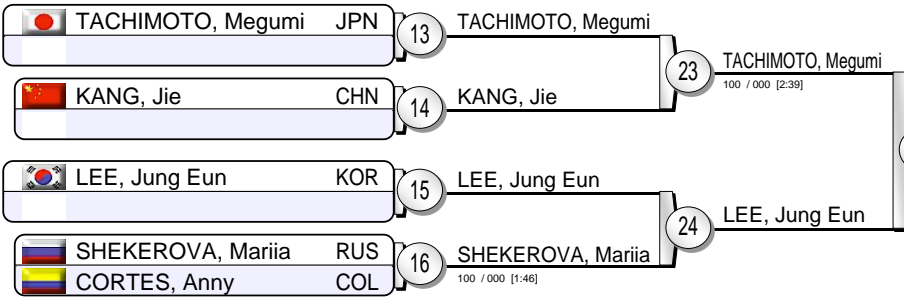 TACHIMOTO, Megumi JPN
13
TACHIMOTO, Megumi
KANG, Jie CHN
14
KANG, Jie
23
TACHIMOTO, Megumi
100 / 000 [2:39]
LEE, Jung Eun KOR
15
LEE, Jung Eun
SHEKEROVA, Mariia RUS
CORTES, Anny COL
16
SHEKEROVA, Mariia
100 / 000 [1:46]
24
LEE, Jung Eun